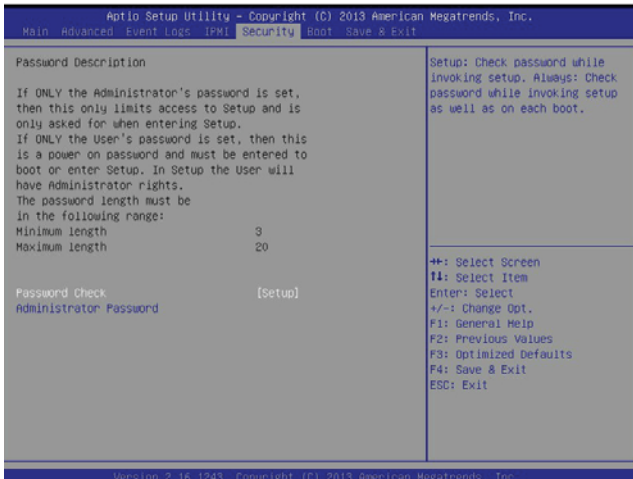 Aptio Setup Utility – Copyright (C) 2013 American Megatrends, Inc.
Main Advanced Event Logs IPMI Security Boot Save & Exit
Password Description
If ONLY the Administrator's password is set,
then this only limits access to Setup and is
only asked for when entering Setup.
If ONLY the User's password is set, then this
is a power on password and must be entered to
boot or enter Setup. In Setup the User will
have Administrator rights.
The password length must be
in the following range:
Minimum length 3
Maximum length 20
Password Check [Setup]
Administrator Password
Setup: Check password while
invoking setup. Always: Check
password while invoking setup
as well as on each boot.
→←: Select Screen
↑↓: Select Item
Enter: Select
+/-: Change Opt.
F1: General Help
F2: Previous Values
F3: Optimized Defaults
F4: Save & Exit
ESC: Exit
Version 2.16.1243. Copyright (C) 2013 American Megatrends, Inc.